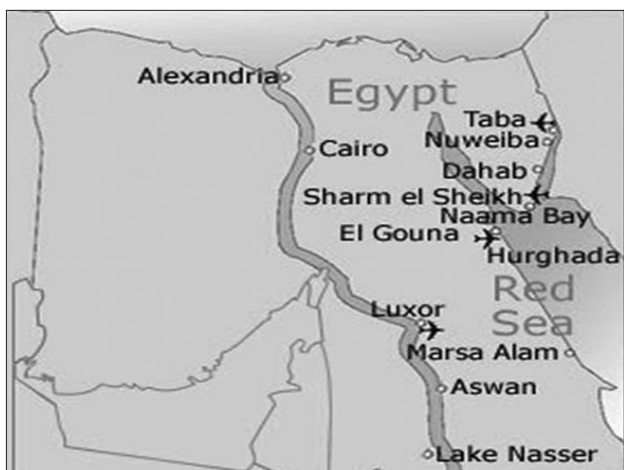 Alexandria
Egypt
Taba
Nuweiba
Cairo
Dahab
Sharm el Sheikh
Naama Bay
El Gouna
Hurghada
Red
Sea
Luxor
Marsa Alam
Aswan
Lake Nasser